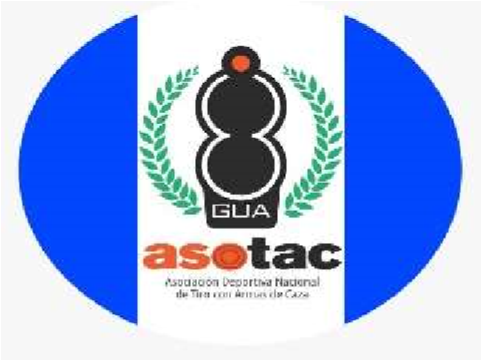 GUA
asotac
Asociación Deportiva Nacional
de Tiro con Armas de Caza